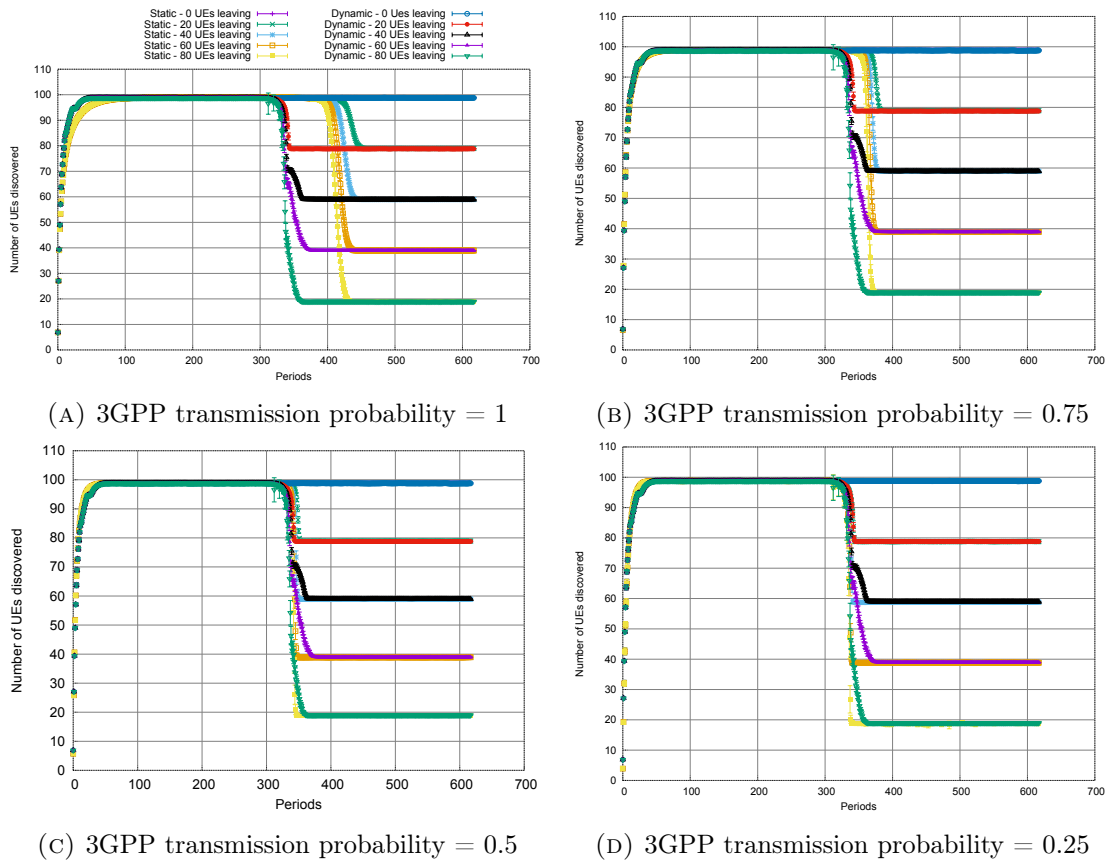 Static - 0 UEs leaving Dynamic - 0 UEs leaving
Static - 20 UEs leaving Dynamic - 20 UEs leaving
Static - 40 UEs leaving Dynamic - 40 UEs leaving
Static - 60 UEs leaving Dynamic - 60 UEs leaving
Static - 80 UEs leaving Dynamic - 80 UEs leaving
110
100
90
80
70
60
50
40
30
20
10
0
Number of UEs discovered
0 100 200 300 400 500 600 700
Periods
(A) 3GPP transmission probability = 1
110
100
90
80
70
60
50
40
30
20
10
0
Number of UEs discovered
0 100 200 300 400 500 600 700
Periods
(B) 3GPP transmission probability = 0.75
110
100
90
80
70
60
50
40
30
20
10
0
Number of UEs discovered
0 100 200 300 400 500 600 700
Periods
(C) 3GPP transmission probability = 0.5
110
100
90
80
70
60
50
40
30
20
10
0
Number of UEs discovered
0 100 200 300 400 500 600 700
Periods
(D) 3GPP transmission probability = 0.25